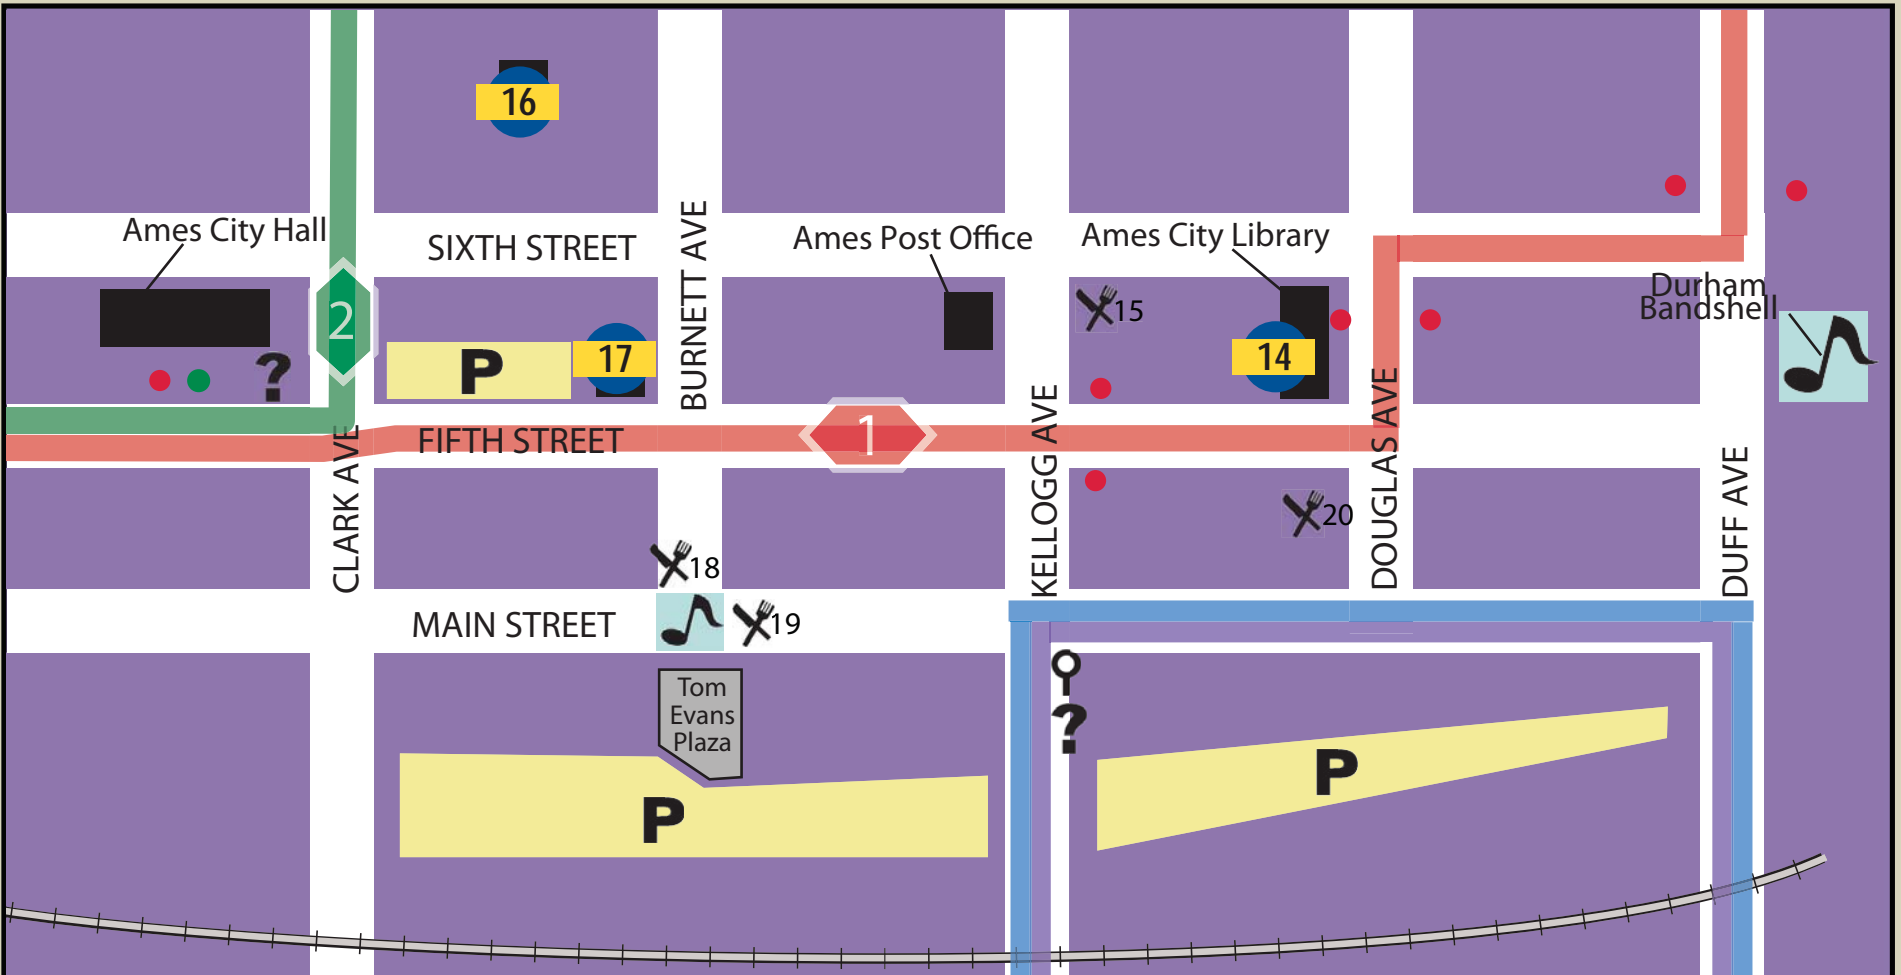 16
Ames City Hall
SIXTH STREET
BURNETT AVE
Ames Post Office
Ames City Library
Durham
Bandshell
2
15
14
17
P
?
1
FIFTH STREET
CLARK AVE
KELLOGG AVE
DOUGLAS AVE
DUFF AVE
20
18
19
MAIN STREET
Tom
Evans
Plaza
?
P
P